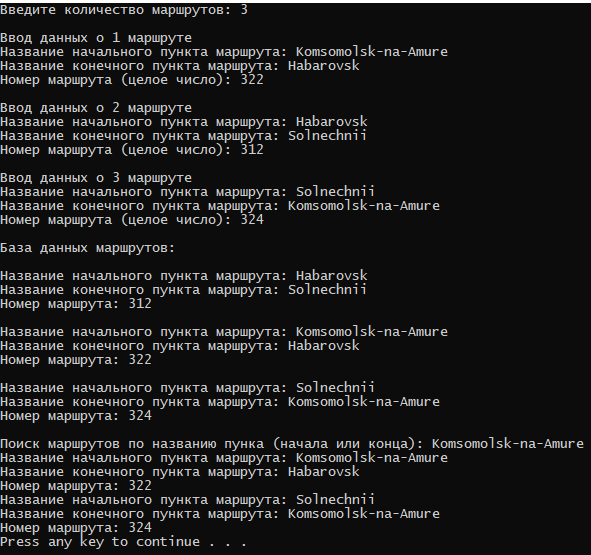 Введите количество маршрутов: 3
Ввод данных о 1 маршруте
Название начального пункта маршрута: Komsomolsk-na-Amure
Название конечного пункта маршрута: Habarovsk
Номер маршрута (целое число): 322
Ввод данных о 2 маршруте
Название начального пункта маршрута: Habarovsk
Название конечного пункта маршрута: Solnechnii
Номер маршрута (целое число): 312
Ввод данных о 3 маршруте
Название начального пункта маршрута: Solnechnii
Название конечного пункта маршрута: Komsomolsk-na-Amure
Номер маршрута (целое число): 324
База данных маршрутов:
Название начального пункта маршрута: Habarovsk
Название конечного пункта маршрута: Solnechnii
Номер маршрута: 312
Название начального пункта маршрута: Komsomolsk-na-Amure
Название конечного пункта маршрута: Habarovsk
Номер маршрута: 322
Название начального пункта маршрута: Solnechnii
Название конечного пункта маршрута: Komsomolsk-na-Amure
Номер маршрута: 324
Поиск маршрутов по названию пунка (начала или конца): Komsomolsk-na-Amure
Название начального пункта маршрута: Komsomolsk-na-Amure
Название конечного пункта маршрута: Habarovsk
Номер маршрута: 322
Название начального пункта маршрута: Solnechnii
Название конечного пункта маршрута: Komsomolsk-na-Amure
Номер маршрута: 324
Press any key to continue . . .